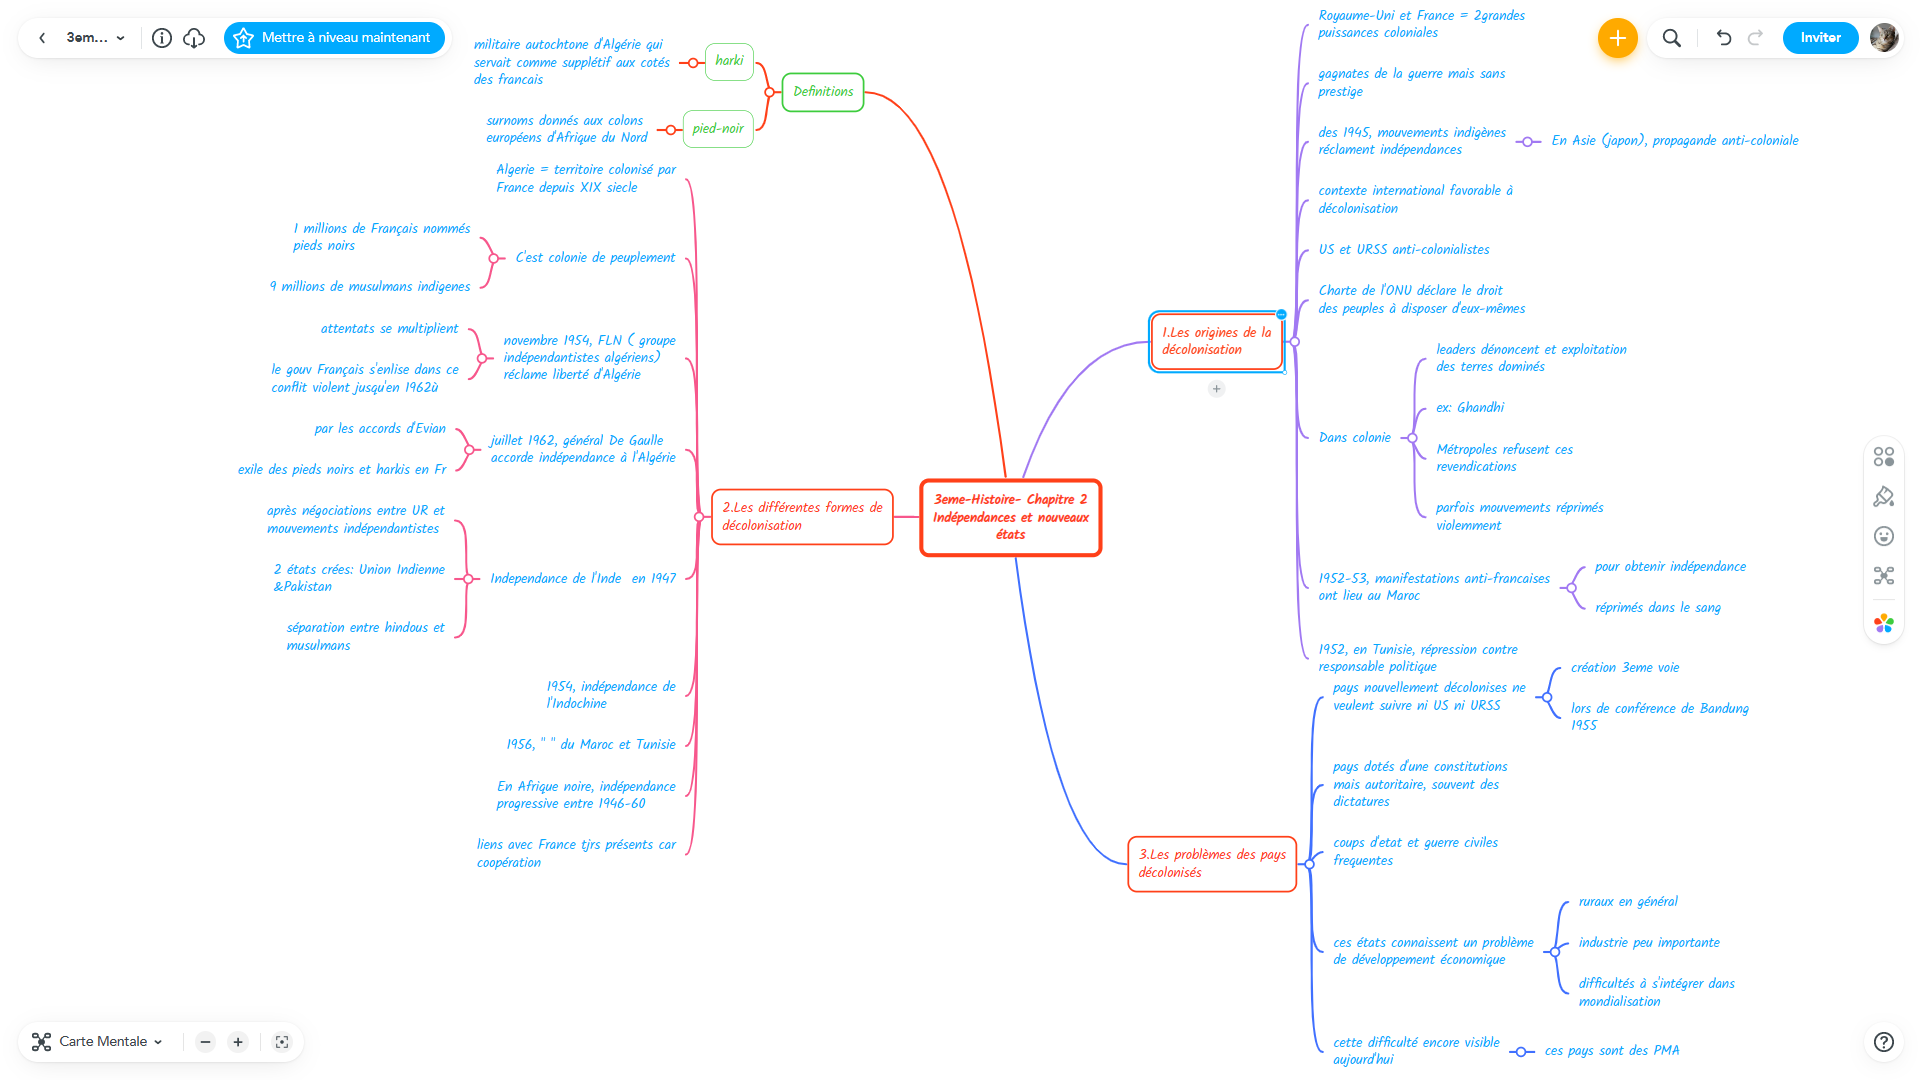 3em...
Mettre à niveau maintenant
Inviter
3eme-Histoire- Chapitre 2
Indépendances et nouveaux
états
Definitions
harki
militaire autochtone d'Algérie qui
servait comme supplétif aux cotés
des francais
pied-noir
surnoms donnés aux colons
européens d'Afrique du Nord
1.Les origines de la
décolonisation
Royaume-Uni et France = 2grandes
puissances coloniales
gagnates de la guerre mais sans
prestige
des 1945, mouvements indigènes
réclament indépendances
En Asie (japon), propagande anti-coloniale
contexte international favorable à
décolonisation
US et URSS anti-colonialistes
Charte de l'ONU déclare le droit
des peuples à disposer d'eux-mêmes
Dans colonie
leaders dénoncent et exploitation
des terres dominés
ex: Ghandhi
Métropoles refusent ces
revendications
parfois mouvements réprimés
violemment
1952-53, manifestations anti-francaises
ont lieu au Maroc
pour obtenir indépendance
réprimés dans le sang
1952, en Tunisie, répression contre
responsable politique
2.Les différentes formes de
décolonisation
Algerie = territoire colonisé par
France depuis XIX siecle
C'est colonie de peuplement
1 millions de Français nommés
pieds noirs
9 millions de musulmans indigenes
novembre 1954, FLN ( groupe
indépendantistes algériens)
réclame liberté d'Algérie
attentats se multiplient
le gouv Français s'enlise dans ce
conflit violent jusqu'en 1962ù
juillet 1962, général De Gaulle
accorde indépendance à l'Algérie
par les accords d'Evian
exile des pieds noirs et harkis en Fr
Independance de l'Inde  en 1947
après négociations entre UR et
mouvements indépendantistes
2 états crées: Union Indienne
&Pakistan
séparation entre hindous et
musulmans
1954, indépendance de
l'Indochine
1956, " " du Maroc et Tunisie
En Afrique noire, indépendance
progressive entre 1946-60
liens avec France tjrs présents car
coopération
3.Les problèmes des pays
décolonisés
pays nouvellement décolonises ne
veulent suivre ni US ni URSS
création 3eme voie
lors de conférence de Bandung
1955
pays dotés d'une constitutions
mais autoritaire, souvent des
dictatures
coups d'etat et guerre civiles
frequentes
ces états connaissent un problème
de développement économique
ruraux en général
industrie peu importante
difficultés à s'intégrer dans
mondialisation
cette difficulté encore visible
aujourd'hui
ces pays sont des PMA
Carte Mentale